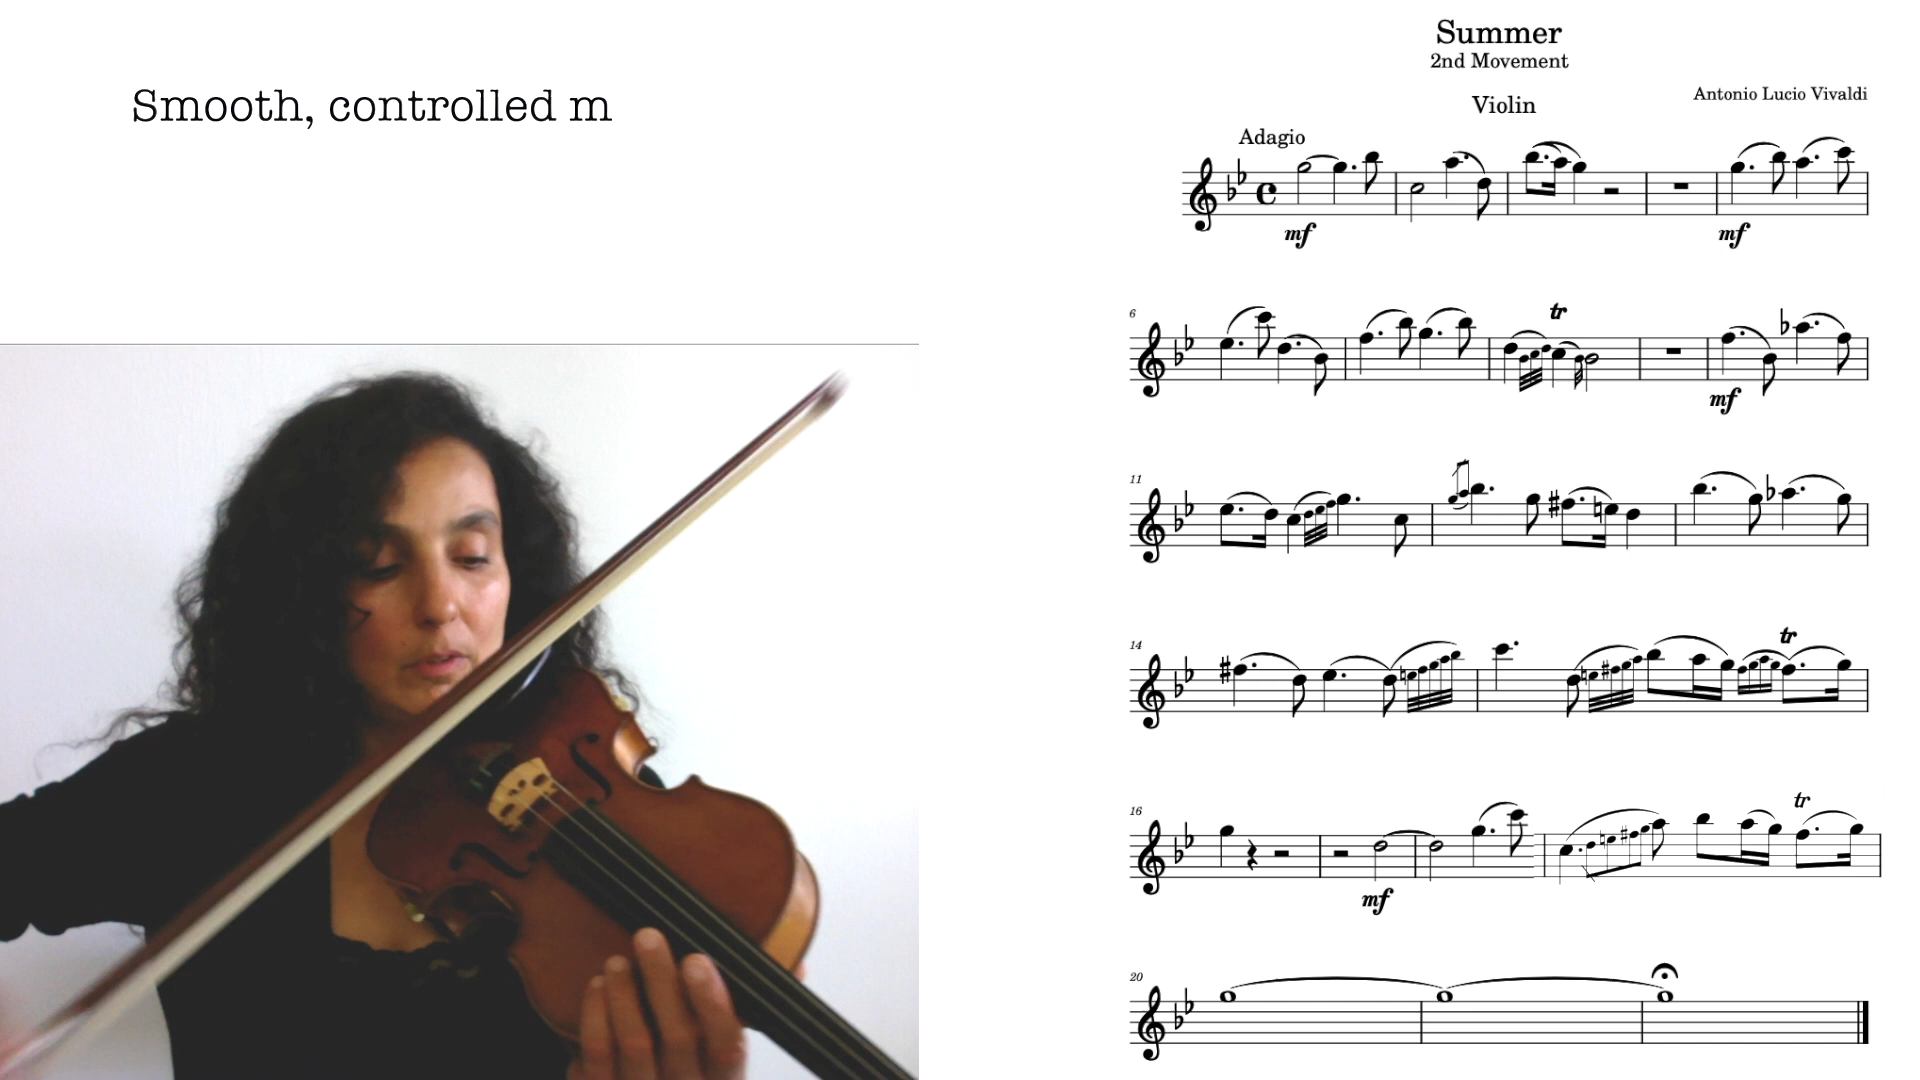 Smooth, controlled m
Summer
2nd Movement
Violin
Antonio Lucio Vivaldi
Adagio
mf
mf
6
tr
mf
11
14
tr
16
tr
mf
20